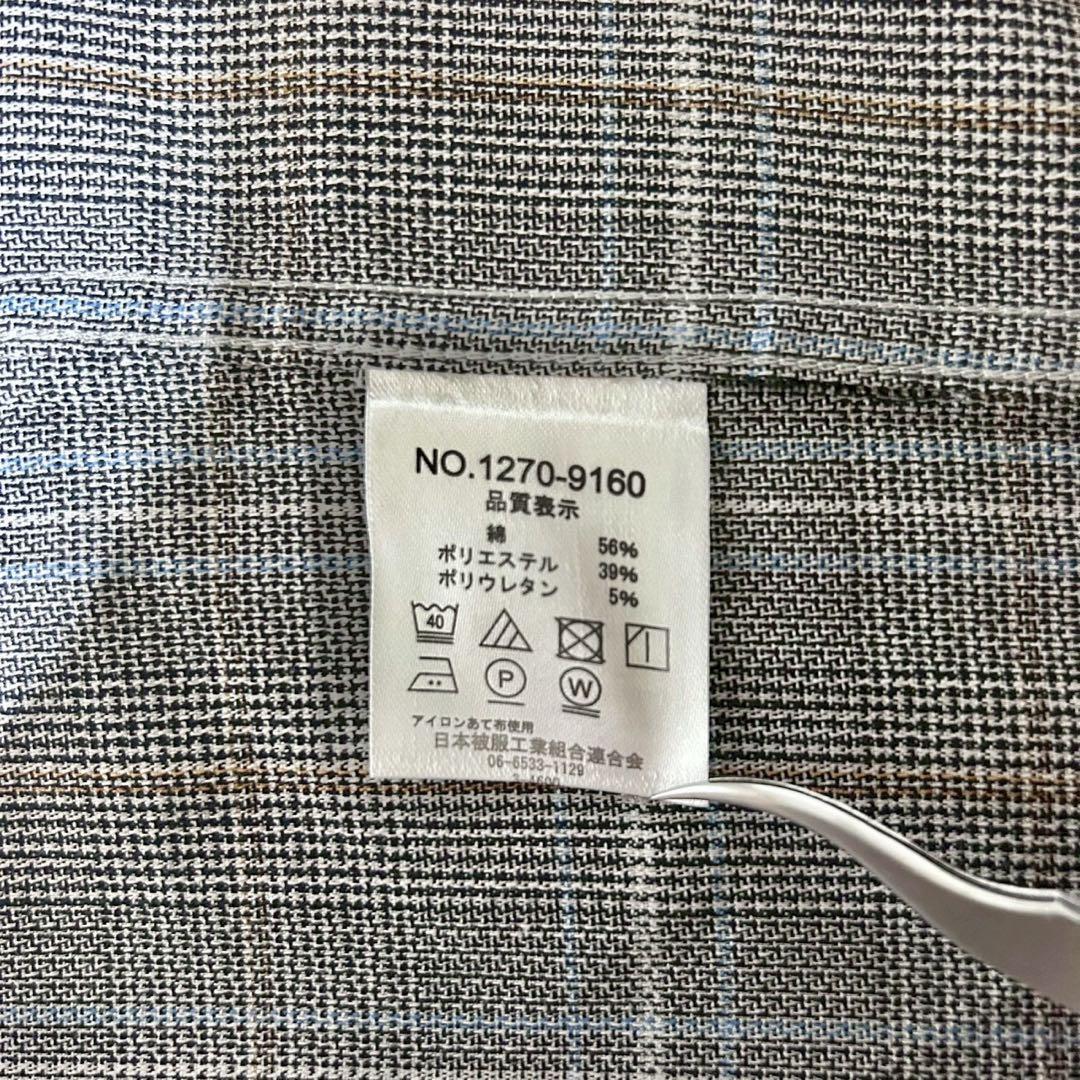 NO.1270-9160
品質表示
綿 56%
ポリエステル 39%
ポリウレタン 5%
40
P W
アイロンあて布使用
日本被服工業組合連合会
06-6533-1129